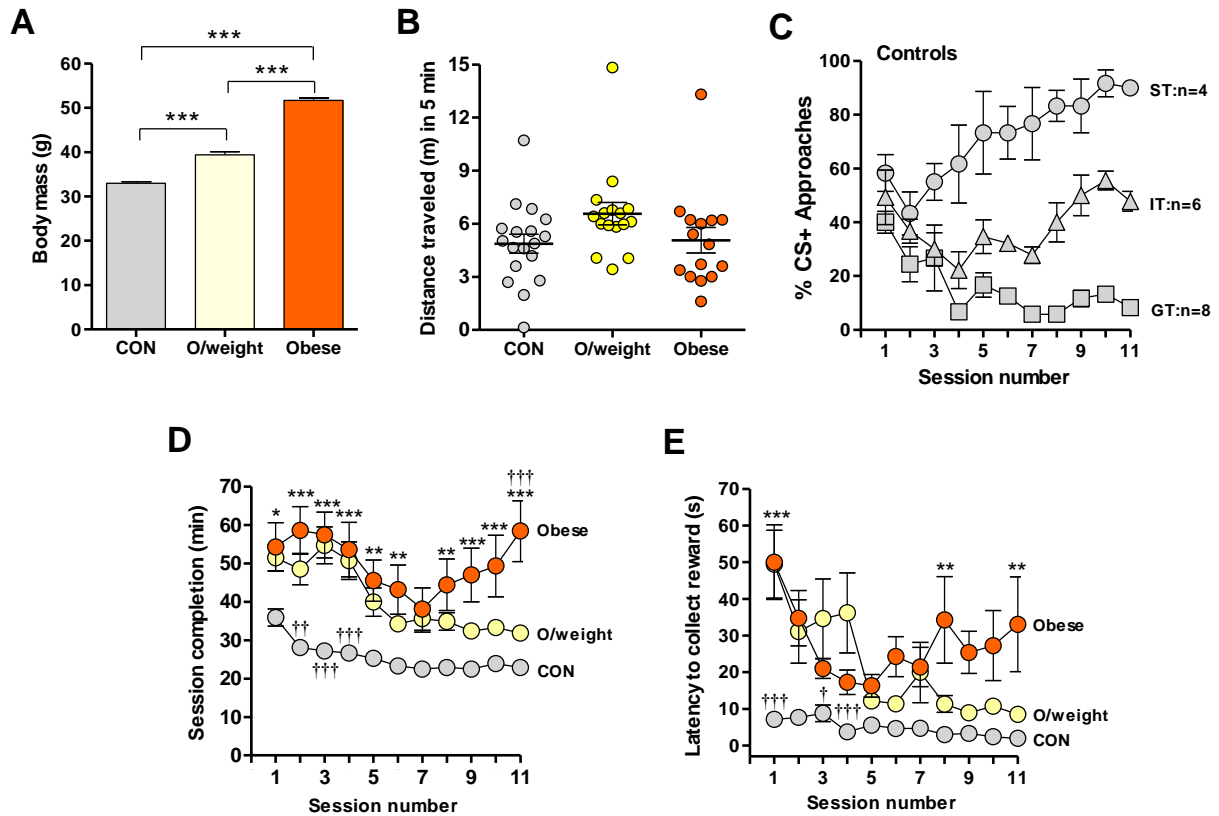 A
Body mass (g)
60
50
40
30
20
10
0
***
***
***
CON
O/weight
Obese
B
Distance traveled (m) in 5 min
15
12
9
6
3
0
CON
O/weight
Obese
C
Controls
% CS+ Approaches
100
80
60
40
20
0
ST:n=4
IT:n=6
GT:n=8
1 3 5 7 9 11
Session number
D
Session completion (min)
70
60
50
40
30
20
10
0
* *** *** *** ** ** ** *** *** ***
†††
†† ††† †††
Obese
O/weight
CON
1 3 5 7 9 11
Session number
E
Latency to collect reward (s)
70
60
50
40
30
20
10
0
*** ** **
††† † †††
Obese
O/weight
CON
1 3 5 7 9 11
Session number